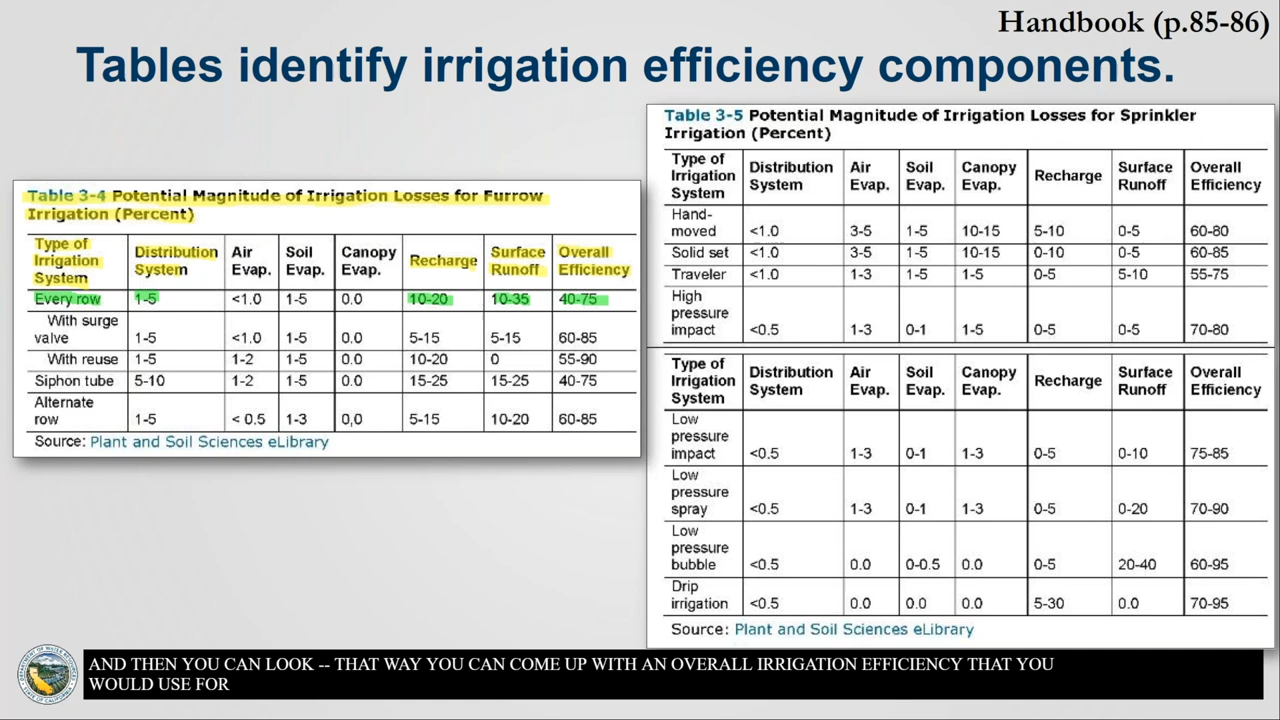 Handbook (p.85-86)
Tables identify irrigation efficiency components.
Table 3-4 Potential Magnitude of Irrigation Losses for Furrow
Irrigation (Percent)
Type of Irrigation System Distribution System Air Evap. Soil Evap. Canopy Evap. Recharge Surface Runoff Overall Efficiency
Every row 1-5 <1.0 1-5 0.0 10-20 10-35 40-75
With surge
valve 1-5 <1.0 1-5 0.0 5-15 5-15 60-85
With reuse 1-5 1-2 1-5 0.0 10-20 0 55-90
Siphon tube 5-10 1-2 1-5 0.0 15-25 15-25 40-75
Alternate
row 1-5 < 0.5 1-3 0,0 5-15 10-20 60-85
Source: Plant and Soil Sciences eLibrary
Table 3-5 Potential Magnitude of Irrigation Losses for Sprinkler
Irrigation (Percent)
Type of Irrigation System Distribution System Air Evap. Soil Evap. Canopy Evap. Recharge Surface Runoff Overall Efficiency
Hand-
moved <1.0 3-5 1-5 10-15 5-10 0-5 60-80
Solid set <1.0 3-5 1-5 10-15 0-10 0-5 60-85
Traveler <1.0 1-3 1-5 1-5 0-5 5-10 55-75
High
pressure
impact <0.5 1-3 0-1 1-5 0-5 0-5 70-80
Type of Irrigation System Distribution System Air Evap. Soil Evap. Canopy Evap. Recharge Surface Runoff Overall Efficiency
Low
pressure
impact <0.5 1-3 0-1 1-3 0-5 0-10 75-85
Low
pressure
spray <0.5 1-3 0-1 1-3 0-5 0-20 70-90
Low
pressure
bubble <0.5 0.0 0-0.5 0.0 0-5 20-40 60-95
Drip
irrigation <0.5 0.0 0.0 0.0 5-30 0.0 70-95
Source: Plant and Soil Sciences eLibrary
AND THEN YOU CAN LOOK -- THAT WAY YOU CAN COME UP WITH AN OVERALL IRRIGATION EFFICIENCY THAT YOU
WOULD USE FOR